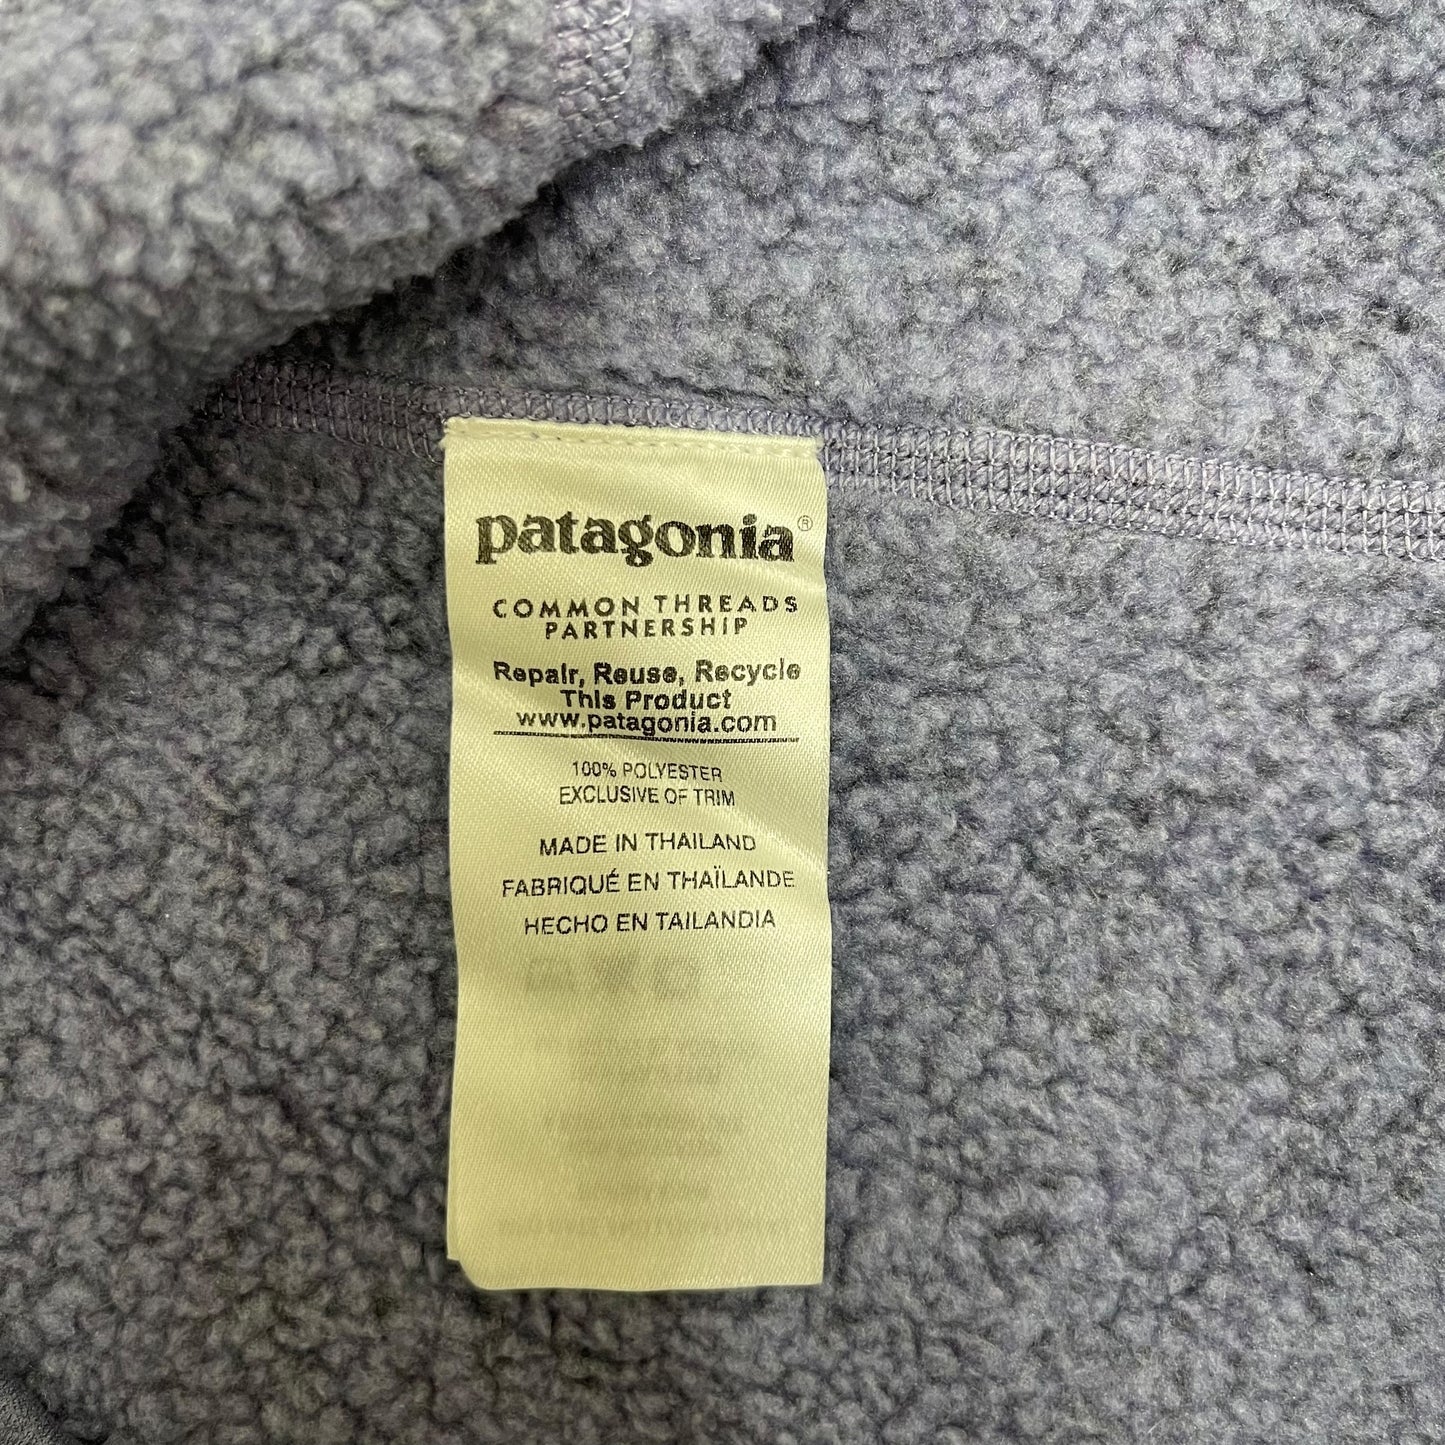 patagonia®
COMMON THREADS
PARTNERSHIP
Repair, Reuse, Recycle
This Product
www.patagonia.com
100% POLYESTER
EXCLUSIVE OF TRIM
MADE IN THAILAND
FABRIQUÉ EN THAÏLANDE
HECHO EN TAILANDIA